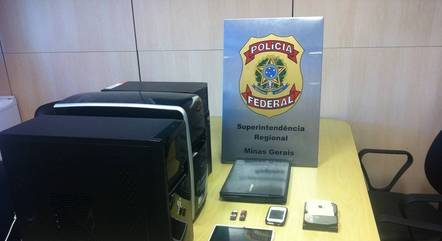 POLÍCIA
FEDERAL
Superintendência
Regional
Minas Gerais